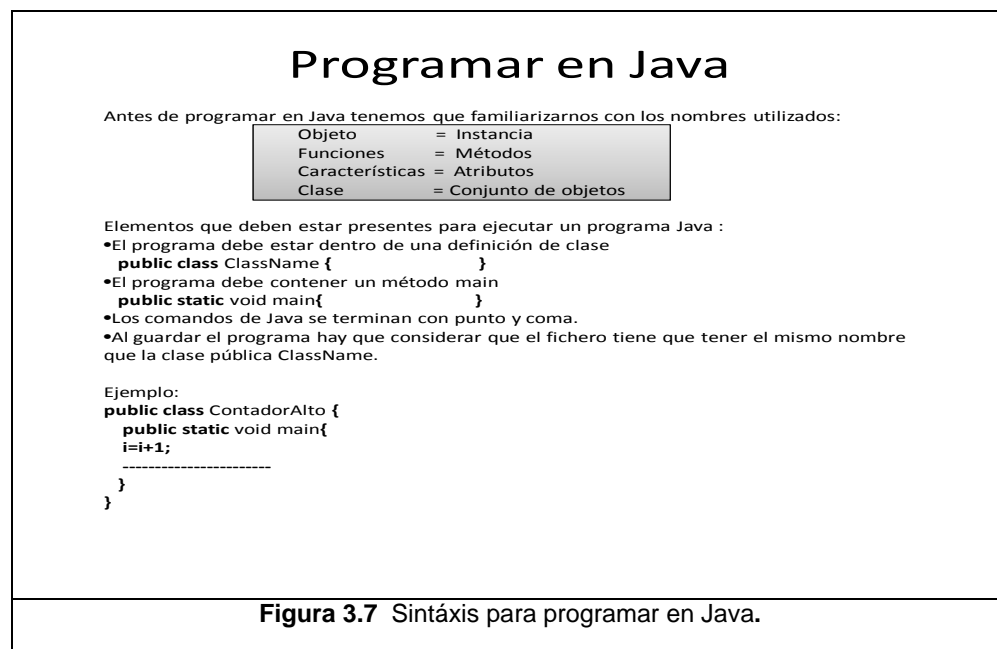 Programar en Java
Antes de programar en Java tenemos que familiarizarnos con los nombres utilizados:
Objeto = Instancia
Funciones = Métodos
Características = Atributos
Clase = Conjunto de objetos
Elementos que deben estar presentes para ejecutar un programa Java :
•El programa debe estar dentro de una definición de clase
public class ClassName { }
•El programa debe contener un método main
public static void main{ }
•Los comandos de Java se terminan con punto y coma.
•Al guardar el programa hay que considerar que el fichero tiene que tener el mismo nombre
que la clase pública ClassName.
Ejemplo:
public class ContadorAlto {
public static void main{
i=i+1;
-----------------------
}
}
Figura 3.7 Sintáxis para programar en Java.